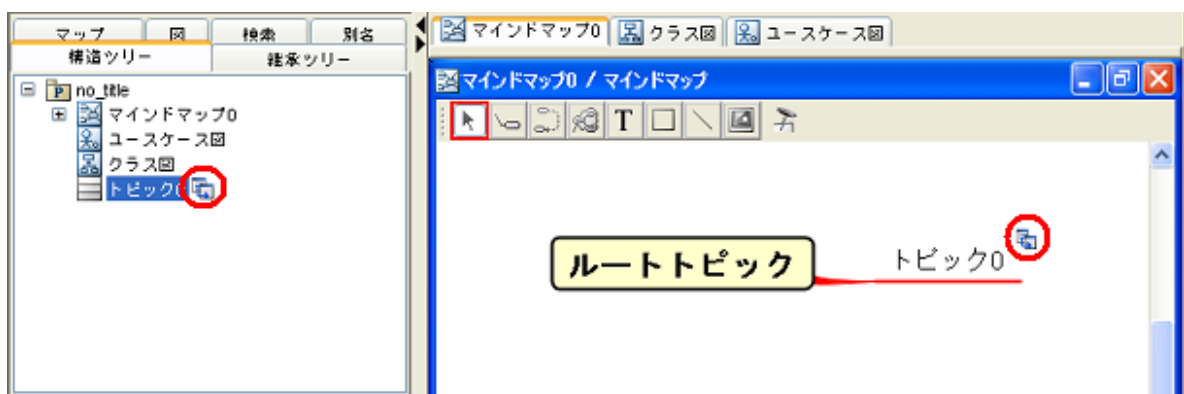 マップ 図 検索 別名
構造ツリー 継承ツリー
no_title
マインドマップ0
ユースケース図
クラス図
トピック0
マインドマップ0 クラス図 ユースケース図
マインドマップ0 / マインドマップ
T
ルートトピック
トピック0